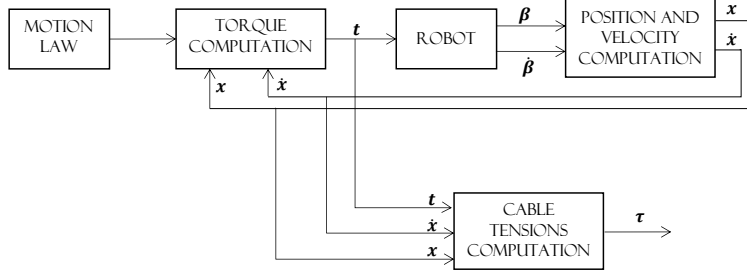 MOTION
LAW
TORQUE
COMPUTATION
t
ROBOT
β
β̇
POSITION AND
VELOCITY
COMPUTATION
x
ẋ
x
ẋ
t
ẋ
x
CABLE
TENSIONS
COMPUTATION
τ